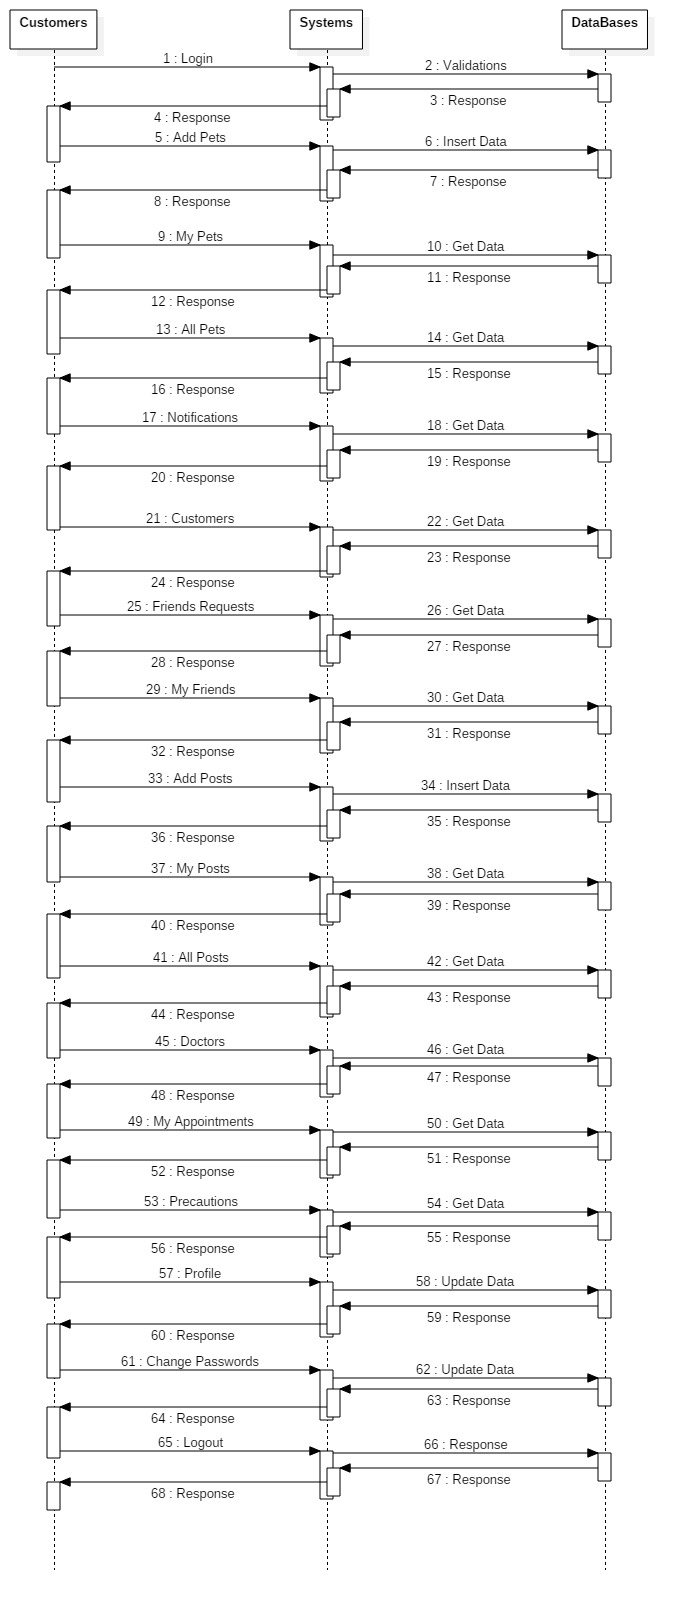 Customers
Systems
DataBases
1 : Login
2 : Validations
3 : Response
4 : Response
5 : Add Pets
6 : Insert Data
7 : Response
8 : Response
9 : My Pets
10 : Get Data
11 : Response
12 : Response
13 : All Pets
14 : Get Data
15 : Response
16 : Response
17 : Notifications
18 : Get Data
19 : Response
20 : Response
21 : Customers
22 : Get Data
23 : Response
24 : Response
25 : Friends Requests
26 : Get Data
27 : Response
28 : Response
29 : My Friends
30 : Get Data
31 : Response
32 : Response
33 : Add Posts
34 : Insert Data
35 : Response
36 : Response
37 : My Posts
38 : Get Data
39 : Response
40 : Response
41 : All Posts
42 : Get Data
43 : Response
44 : Response
45 : Doctors
46 : Get Data
47 : Response
48 : Response
49 : My Appointments
50 : Get Data
51 : Response
52 : Response
53 : Precautions
54 : Get Data
55 : Response
56 : Response
57 : Profile
58 : Update Data
59 : Response
60 : Response
61 : Change Passwords
62 : Update Data
63 : Response
64 : Response
65 : Logout
66 : Response
67 : Response
68 : Response